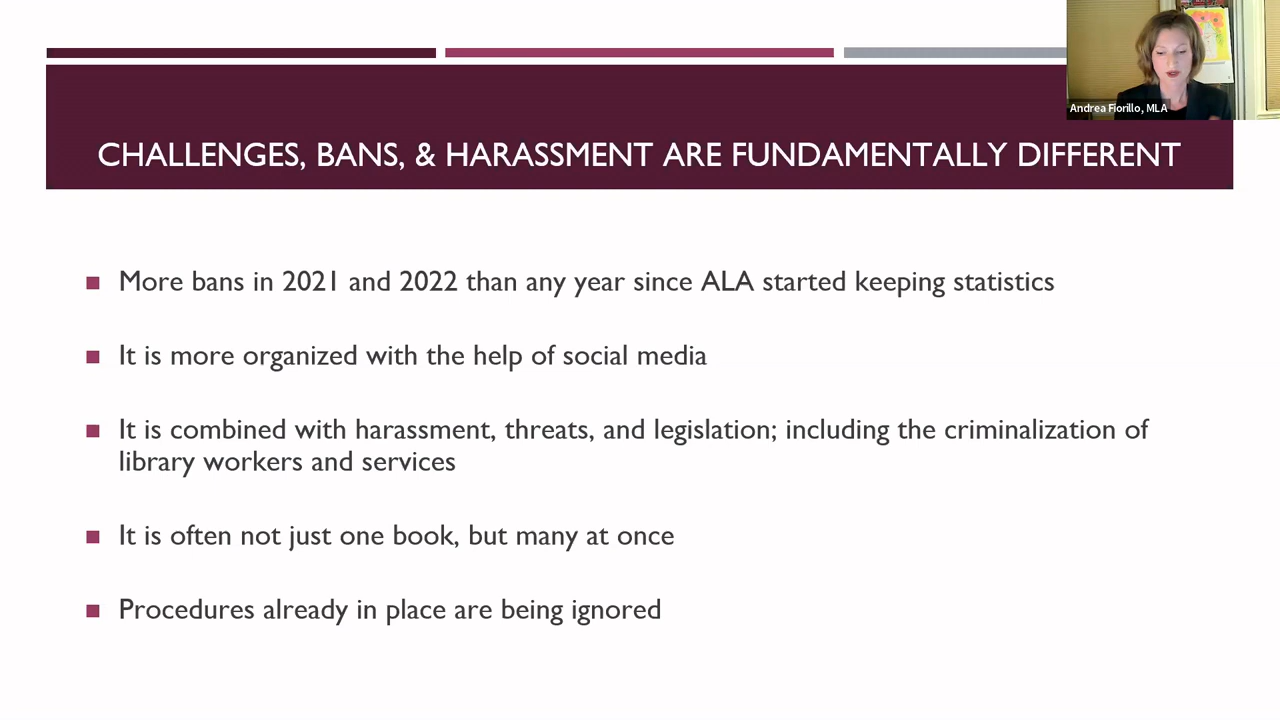 Andrea Fiorillo, MLA
CHALLENGES, BANS, & HARASSMENT ARE FUNDAMENTALLY DIFFERENT
More bans in 2021 and 2022 than any year since ALA started keeping statistics
It is more organized with the help of social media
It is combined with harassment, threats, and legislation; including the criminalization of
library workers and services
It is often not just one book, but many at once
Procedures already in place are being ignored